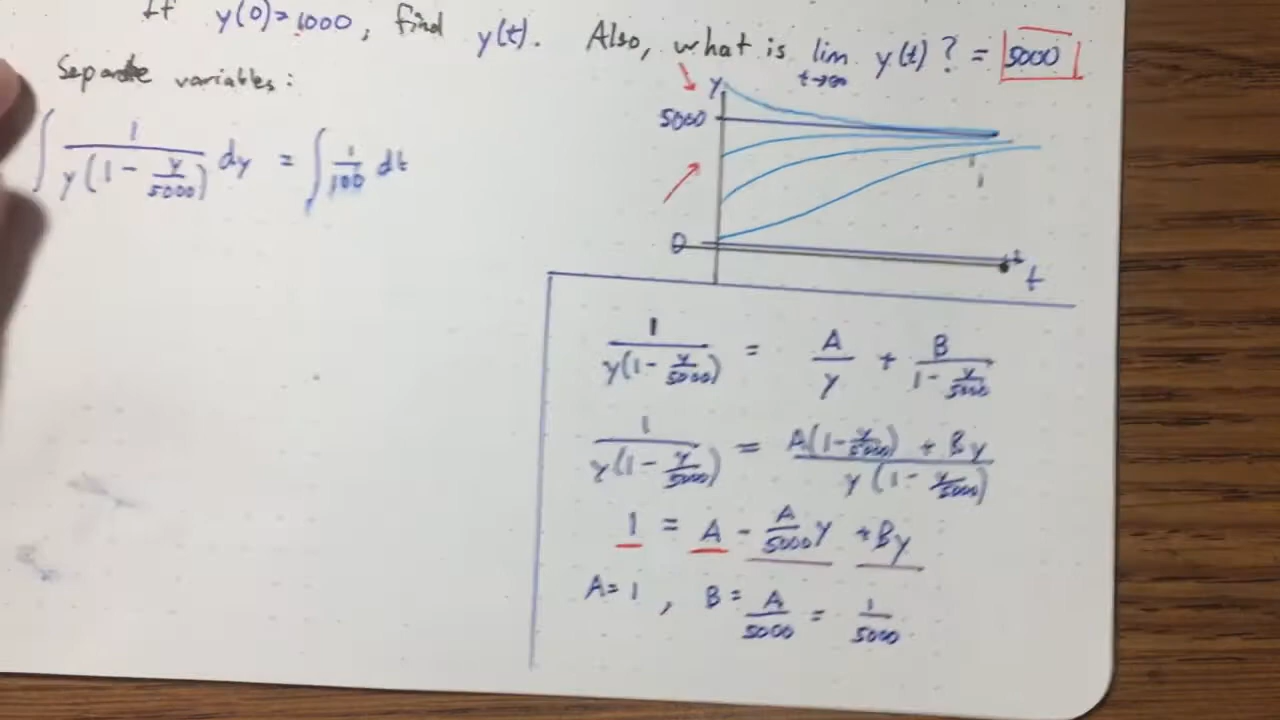 If y(0)=1000, find y(t). Also, what is lim t→∞ y(t)? = 5000
Separate variables:
∫ 1/(y(1 - y/5000)) dy = ∫ 1/100 dt
y
5000
0
t
t
1/(y(1 - y/5000)) = A/y + B/(1 - y/5000)
1/(y(1 - y/5000)) = (A(1 - y/5000) + By)/(y(1 - y/5000))
1 = A - A/5000 y + By
A = 1, B = A/5000 = 1/5000